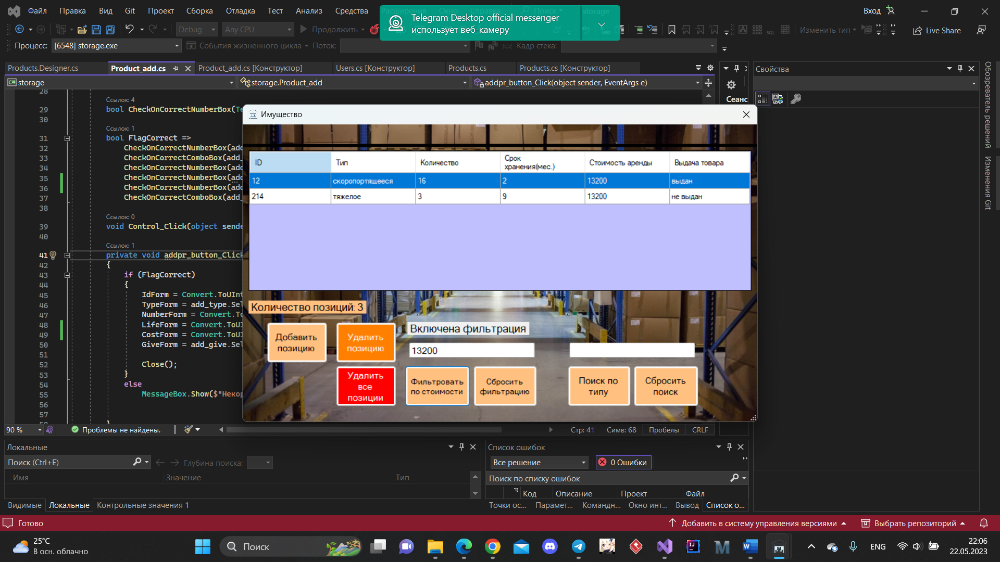 Файл Правка Вид Git Проект Сборка Отладка Тест Анализ Средства Расширения Окно Справка Поиск storage Вход
Telegram Desktop official messenger
использует веб-камеру
Debug Any CPU Продолжить Изменить тип Live Share
Процесс: [6548] storage.exe События жизненного цикла Поток: Кадр стека:
Products.Designer.cs Product_add.cs Product_add.cs [Конструктор] Users.cs [Конструктор] Products.cs Products.cs [Конструктор]
Свойства
storage storage.Product_add addpr_button_Click(object sender, EventArgs e)
Сеанс
Обозреватель решений
Изменения Git
28
Ссылок: 4
29 bool CheckOnCorrectNumberBox(Te
30
Ссылок: 1
31 bool FlagCorrect =>
32 CheckOnCorrectNumberBox(add
33 CheckOnCorrectComboBox(add_
34 CheckOnCorrectNumberBox(add
35 CheckOnCorrectNumberBox(add
36 CheckOnCorrectNumberBox(add
37 CheckOnCorrectComboBox(add_
38
Ссылок: 0
39 void Control_Click(object sende
40
Ссылок: 1
41 private void addpr_button_Click
42 {
43 if (FlagCorrect)
44 {
45 IdForm = Convert.ToUInt
46 TypeForm = add_type.Sel
47 NumberForm = Convert.To
48 LifeForm = Convert.ToUI
49 CostForm = Convert.ToUI
50 GiveForm = add_give.Sel
51
52 Close();
53 }
54 else
55 MessageBox.Show($"Некор
56
57
Имущество
ID Тип Количество Срок хранения(мес.) Стоимость аренды Выдача товара
12 скоропортящееся 16 2 13200 выдан
214 тяжелое 3 9 13200 не выдан
Количество позиций: 3
Добавить
позицию
Удалить
позицию
Включена фильтрация
13200
Удалить
все
позиции
Фильтровать
по стоимости
Сбросить
фильтрацию
Поиск по
типу
Сбросить
поиск
90 % Проблемы не найдены. Стр: 41 Симв: 68 Пробелы CRLF
Локальные
Поиск (Ctrl+E) Глубина поиска:
Имя Значение Тип
Видимые Локальные Контрольные значения 1
Список ошибок
Все решение 0 Ошибки
Поиск по списку ошибок
Код Описание Проект Файл
Точки ос... Парамет... Командн... Окно инт... Вывод Список о...
Готово Добавить в систему управления версиями Выбрать репозиторий
25°C
В осн. облачно
Поиск
ENG
22:06
22.05.2023